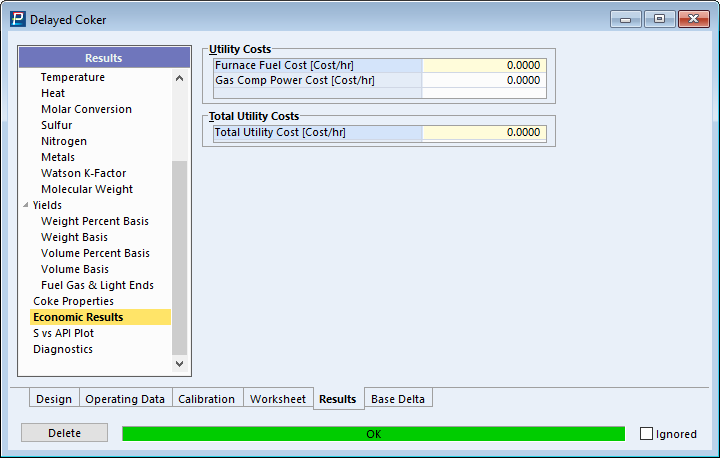 Delayed Coker
Results
Temperature
Heat
Molar Conversion
Sulfur
Nitrogen
Metals
Watson K-Factor
Molecular Weight
Yields
Weight Percent Basis
Weight Basis
Volume Percent Basis
Volume Basis
Fuel Gas & Light Ends
Coke Properties
Economic Results
S vs API Plot
Diagnostics
Utility Costs
Furnace Fuel Cost [Cost/hr] 0.0000
Gas Comp Power Cost [Cost/hr] 0.0000
Total Utility Costs
Total Utility Cost [Cost/hr] 0.0000
Design Operating Data Calibration Worksheet Results Base Delta
Delete OK Ignored